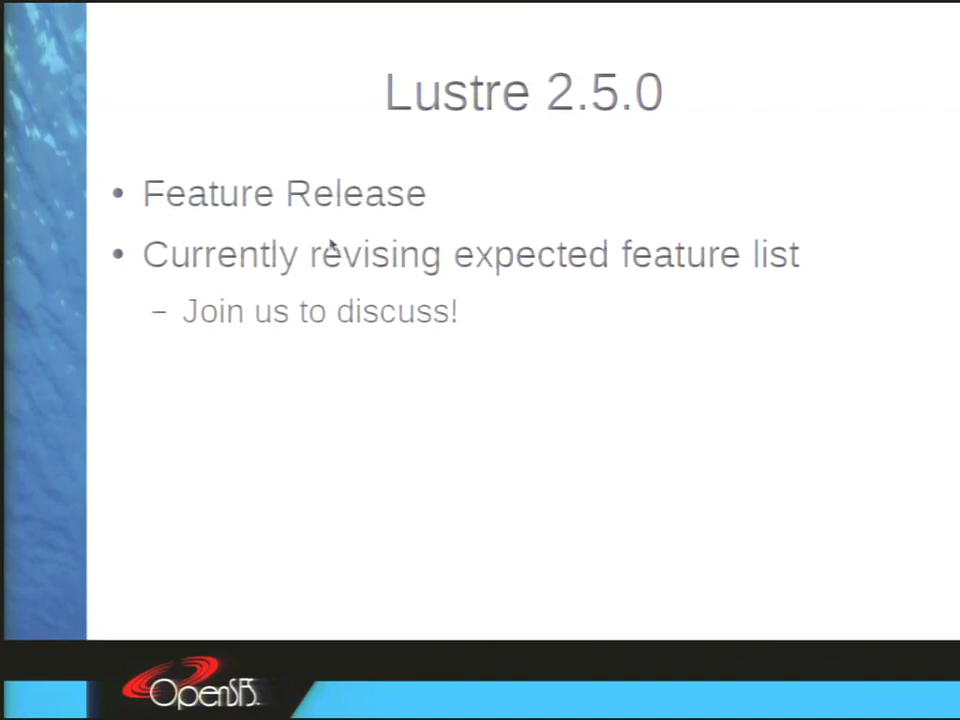 Lustre 2.5.0
• Feature Release
• Currently revising expected feature list
– Join us to discuss!
OpenSFS